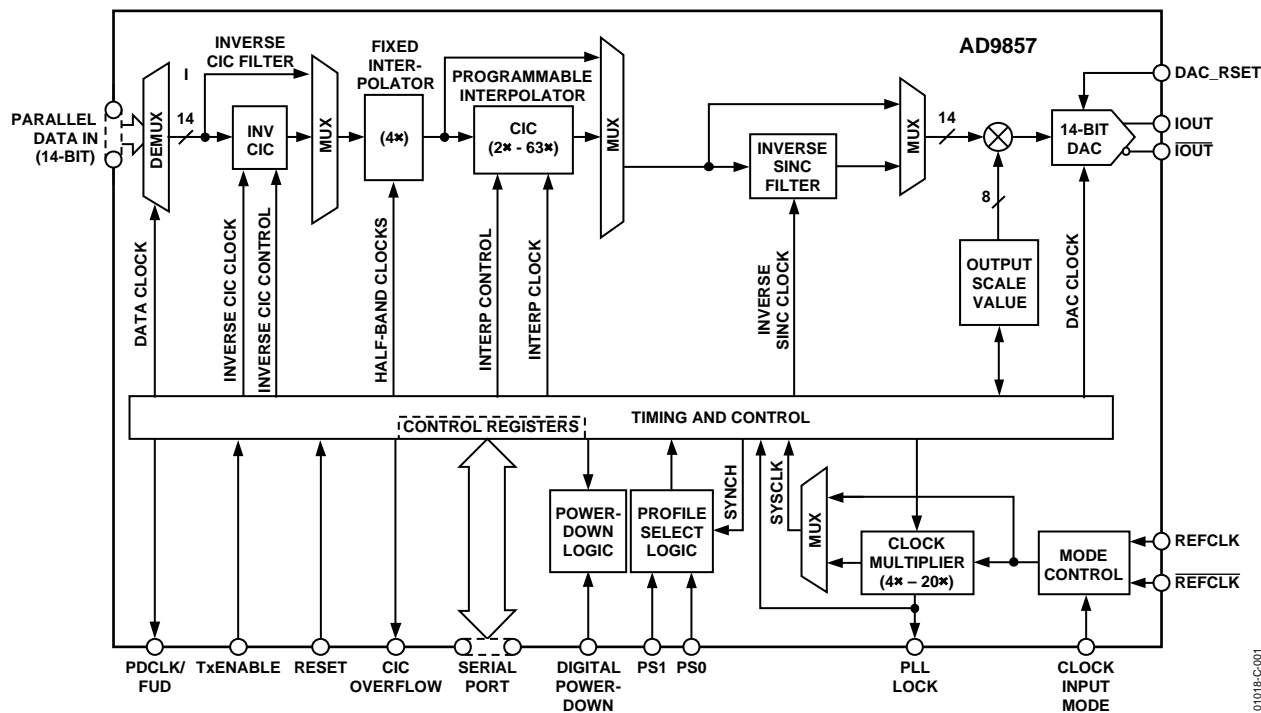 AD9857
INVERSE
CIC FILTER
I
FIXED
INTER-
POLATOR
PROGRAMMABLE
INTERPOLATOR
PARALLEL
DATA IN
(14-BIT)
DEMUX
14
INV
CIC
MUX
(4×)
CIC
(2× - 63×)
MUX
INVERSE
SINC
FILTER
MUX
14
14-BIT
DAC
DAC_RSET
IOUT
IOUT
8
OUTPUT
SCALE
VALUE
DATA CLOCK
INVERSE CIC CLOCK
INVERSE CIC CONTROL
HALF-BAND CLOCKS
INTERP CONTROL
INTERP CLOCK
INVERSE
SINC CLOCK
DAC CLOCK
TIMING AND CONTROL
CONTROL REGISTERS
POWER-
DOWN
LOGIC
PROFILE
SELECT
LOGIC
SYNCH
SYSCLK
MUX
CLOCK
MULTIPLIER
(4× – 20×)
MODE
CONTROL
REFCLK
REFCLK
PDCLK/
FUD
TxENABLE
RESET
CIC
OVERFLOW
SERIAL
PORT
DIGITAL
POWER-
DOWN
PS1
PS0
PLL
LOCK
CLOCK
INPUT
MODE
01018-C-001